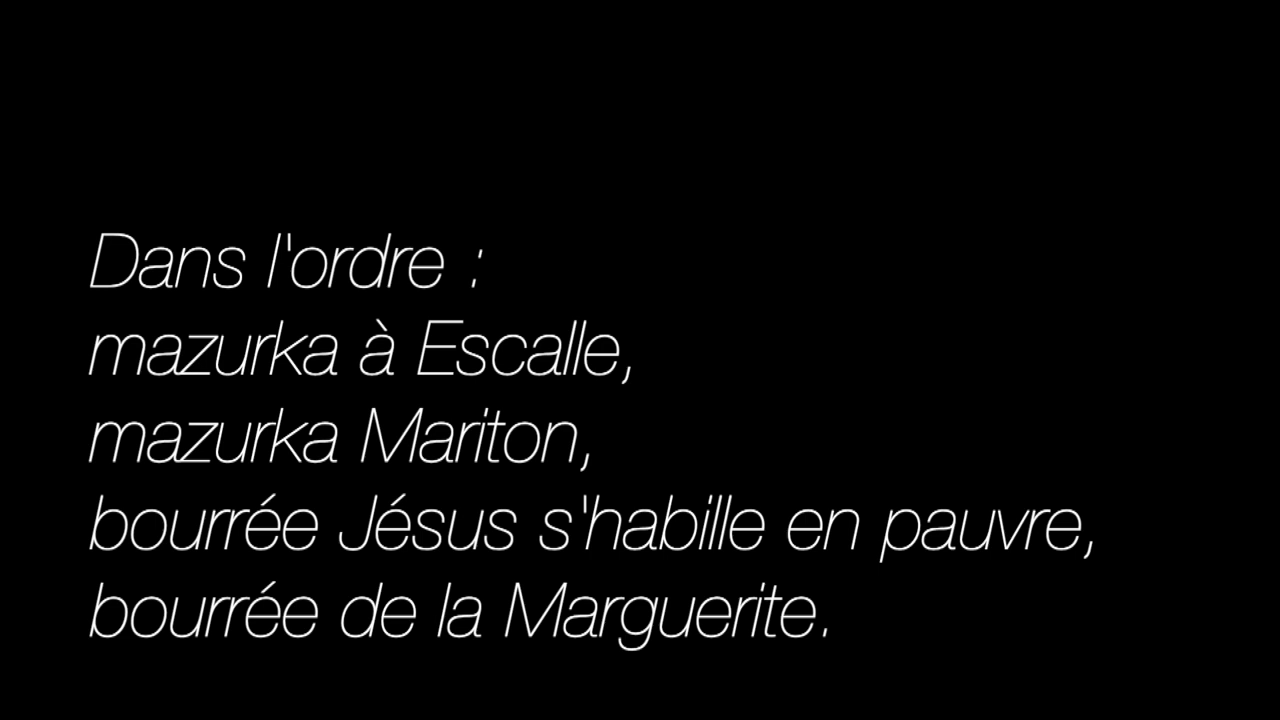 Dans l'ordre :
mazurka à Escalle,
mazurka Mariton,
bourrée Jésus s'habille en pauvre,
bourrée de la Marguerite.